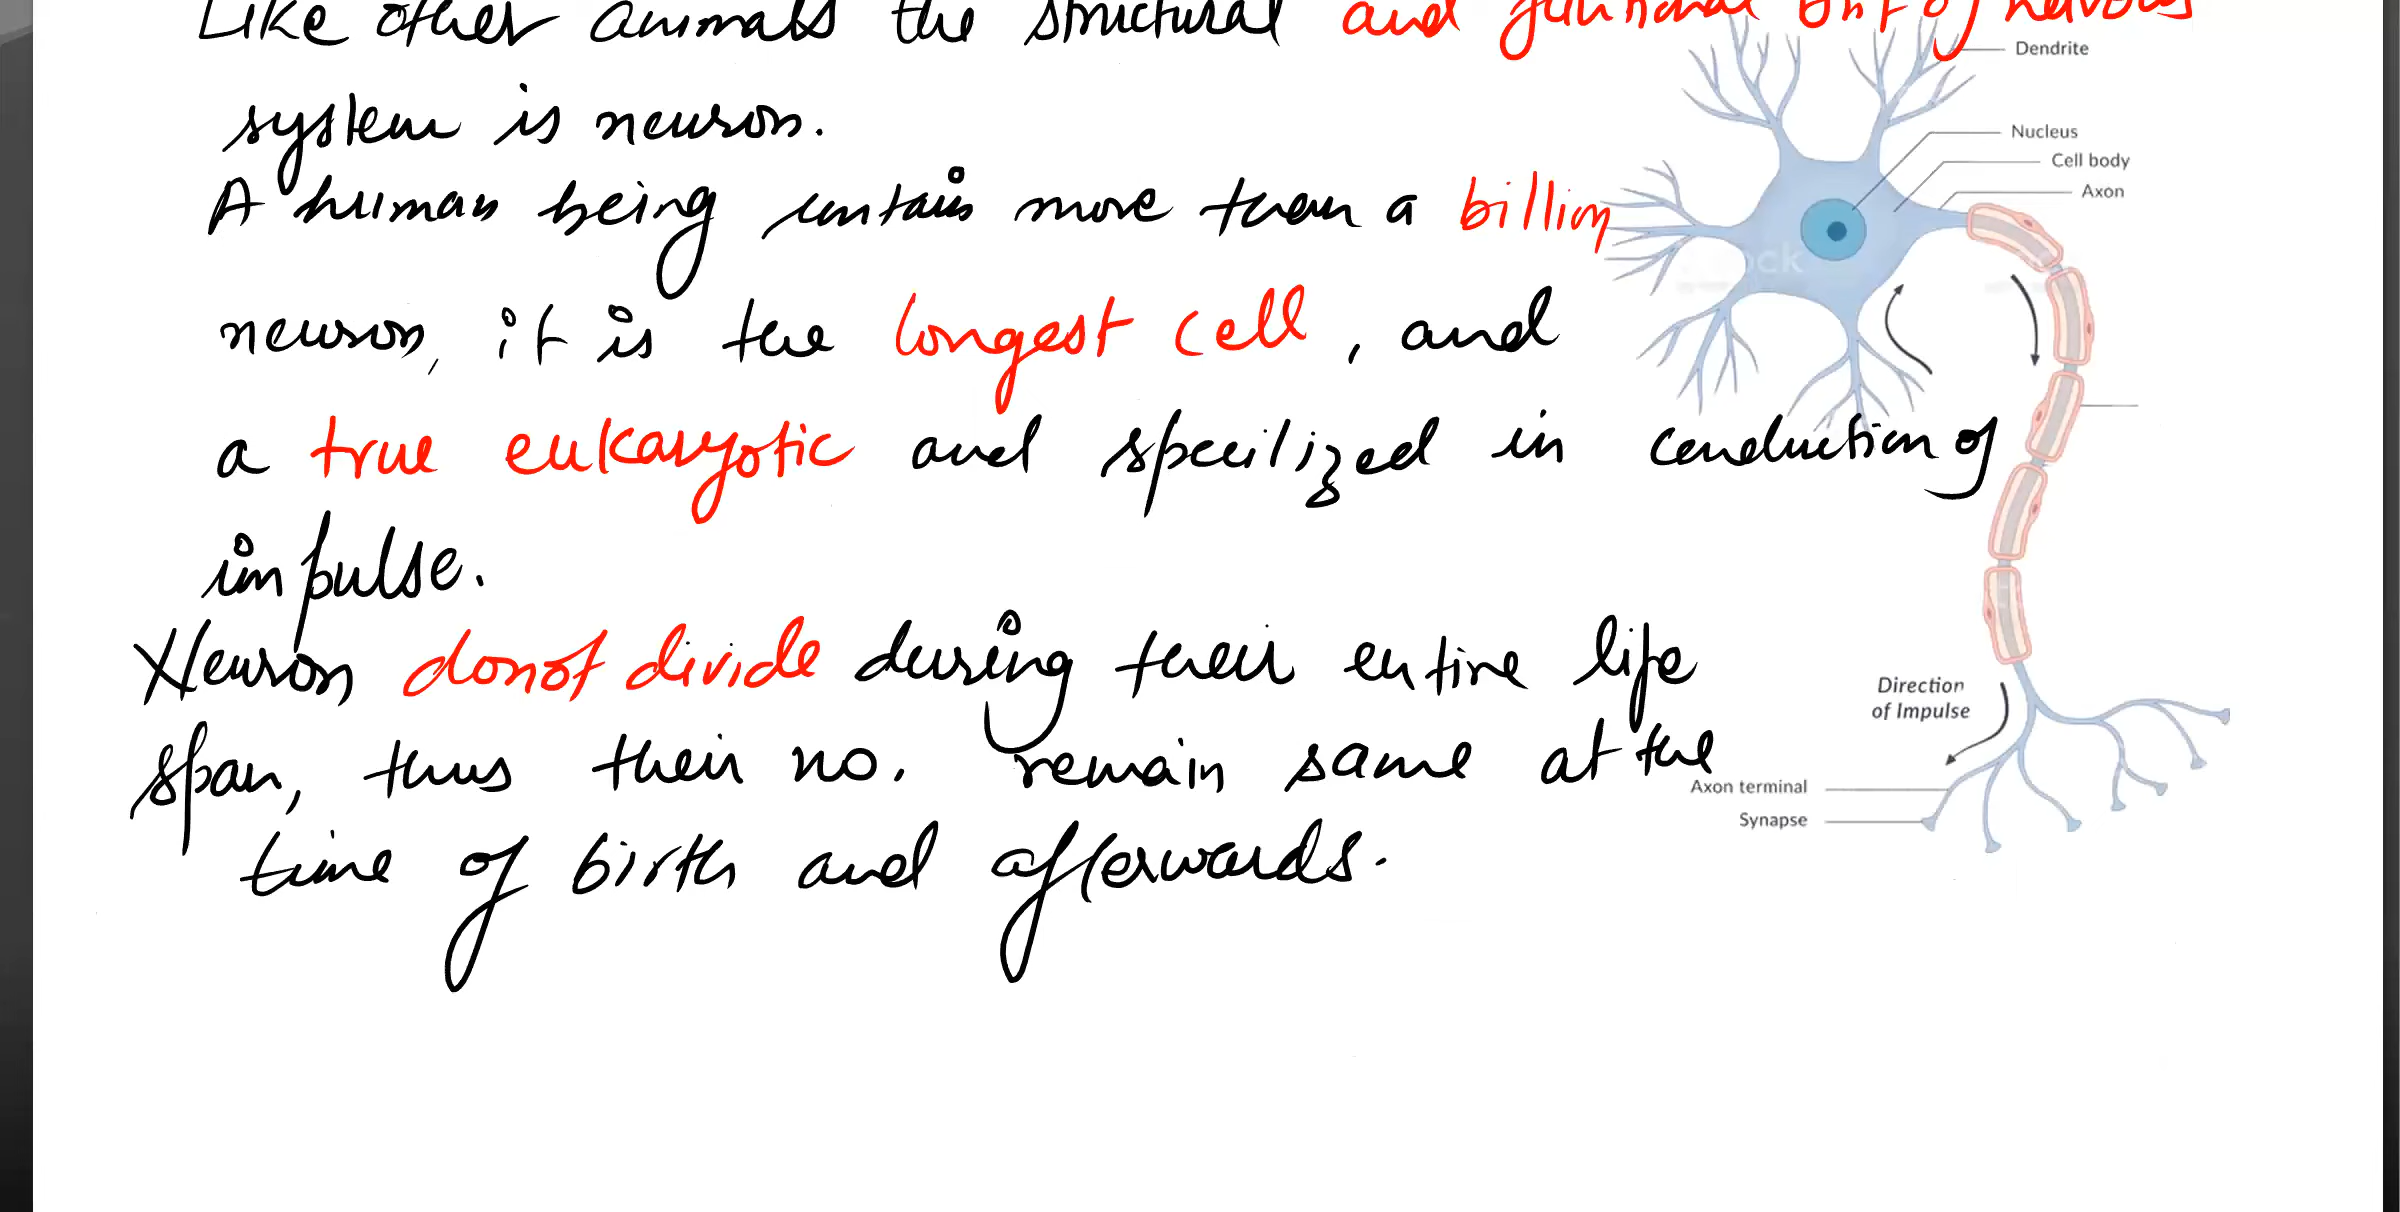 Like other animals the structural and funtional unit of nervous
Dendrite
system is neuron.
Nucleus
Cell body
Axon
A human being contains more than a billion
neuron, it is the longest cell, and
a true eukaryotic and specilized in conduction of
impulse.
Neuron donot divide during their entire life
Direction
of Impulse
span, thus their no. remain same at the
Axon terminal
Synapse
time of birth and afterwards.